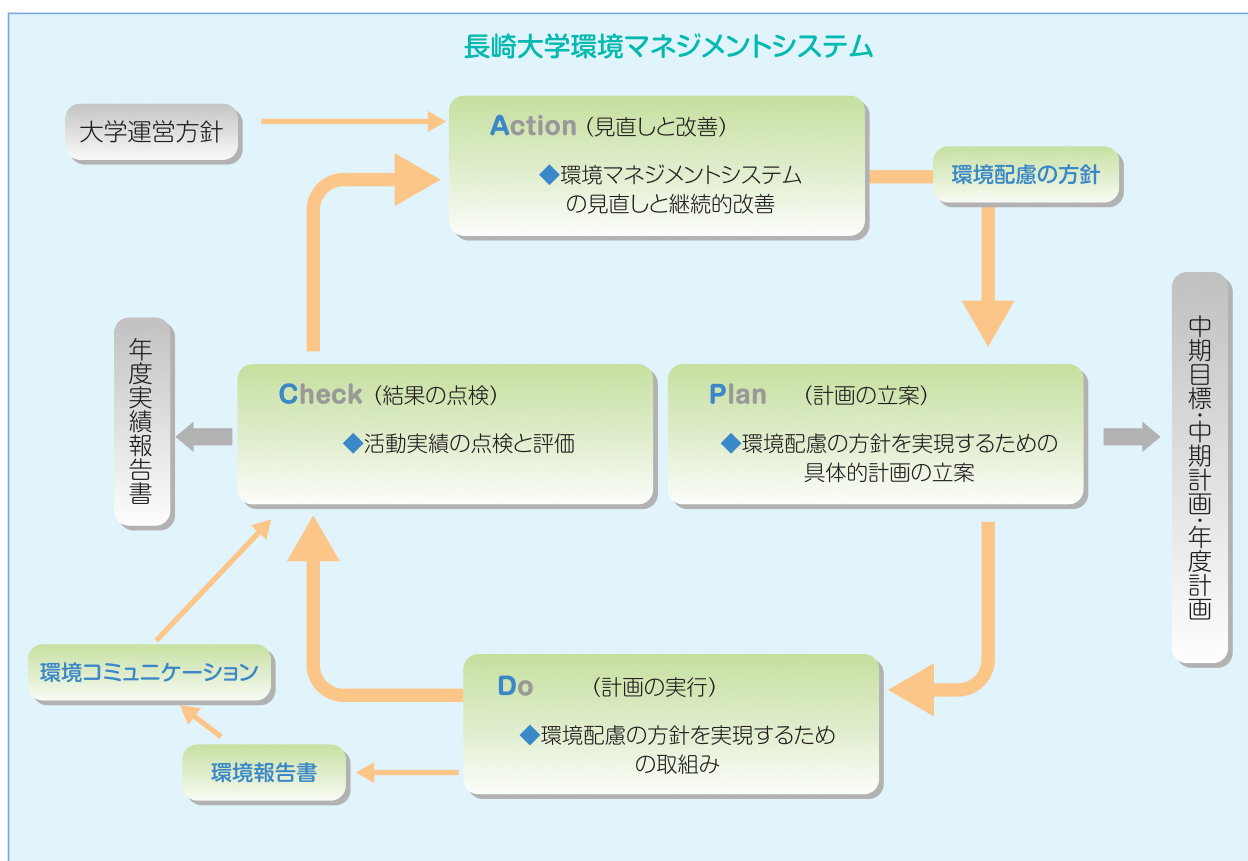 長崎大学環境マネジメントシステム
大学運営方針
Action (見直しと改善)
◆環境マネジメントシステム
の見直しと継続的改善
環境配慮の方針
年度実績報告書
Check (結果の点検)
◆活動実績の点検と評価
Plan (計画の立案)
◆環境配慮の方針を実現するための
具体的計画の立案
中期目標・中期計画・年度計画
環境コミュニケーション
環境報告書
Do (計画の実行)
◆環境配慮の方針を実現するため
の取組み